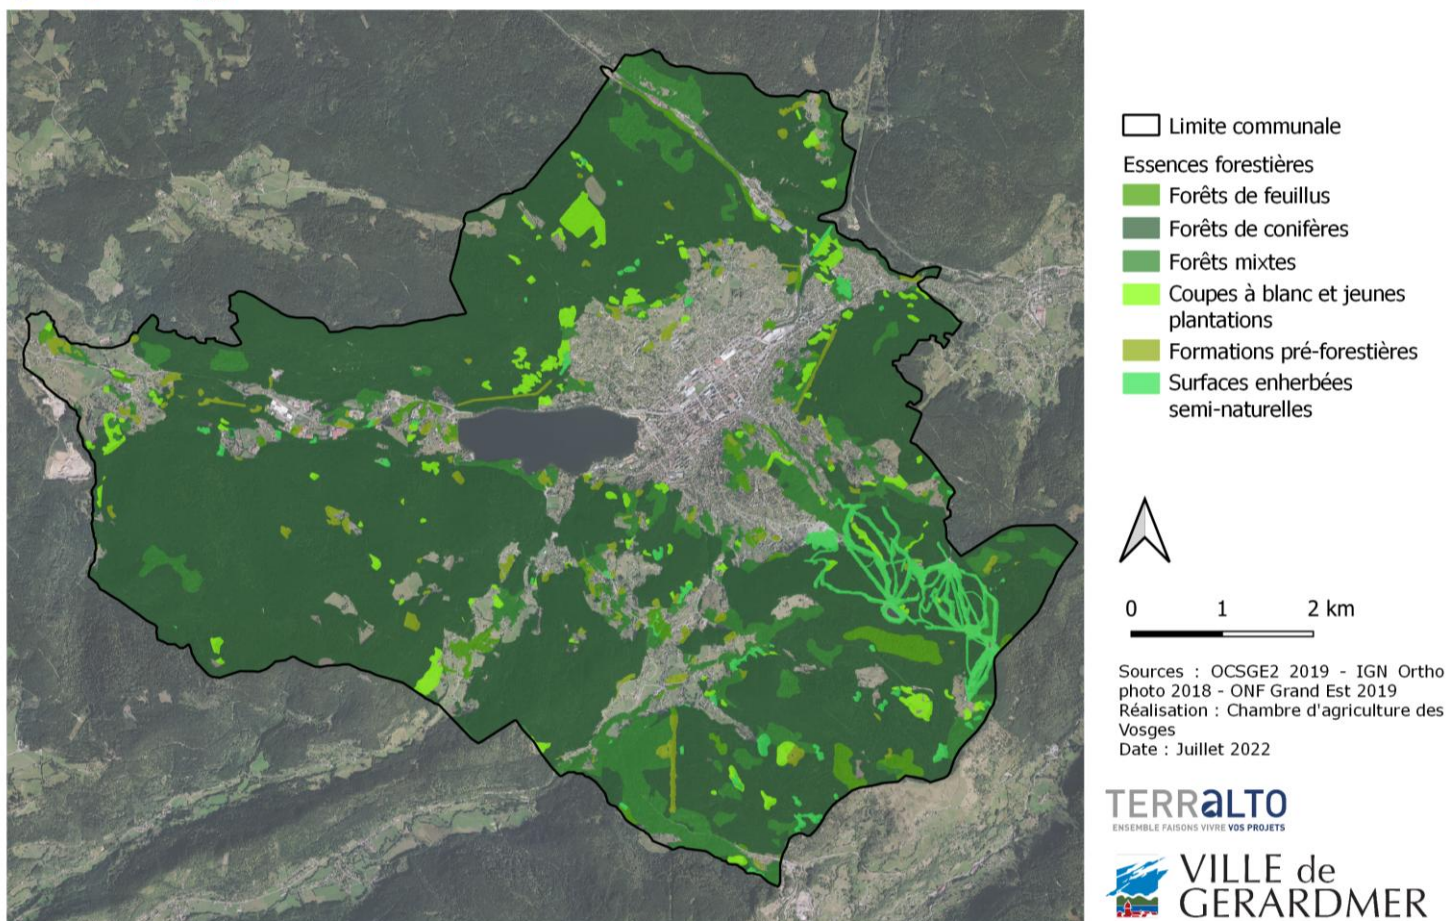 Limite communale
Essences forestières
Forêts de feuillus
Forêts de conifères
Forêts mixtes
Coupes à blanc et jeunes
plantations
Formations pré-forestières
Surfaces enherbées
semi-naturelles
0 1 2 km
Sources : OCSGE2 2019 - IGN Ortho
photo 2018 - ONF Grand Est 2019
Réalisation : Chambre d'agriculture des
Vosges
Date : Juillet 2022
TERRALTO
ENSEMBLE FAISONS VIVRE VOS PROJETS
VILLE de
GERARDMER